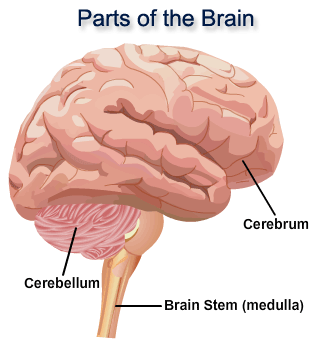 Parts of the Brain
Cerebrum
Cerebellum
Brain Stem (medulla)